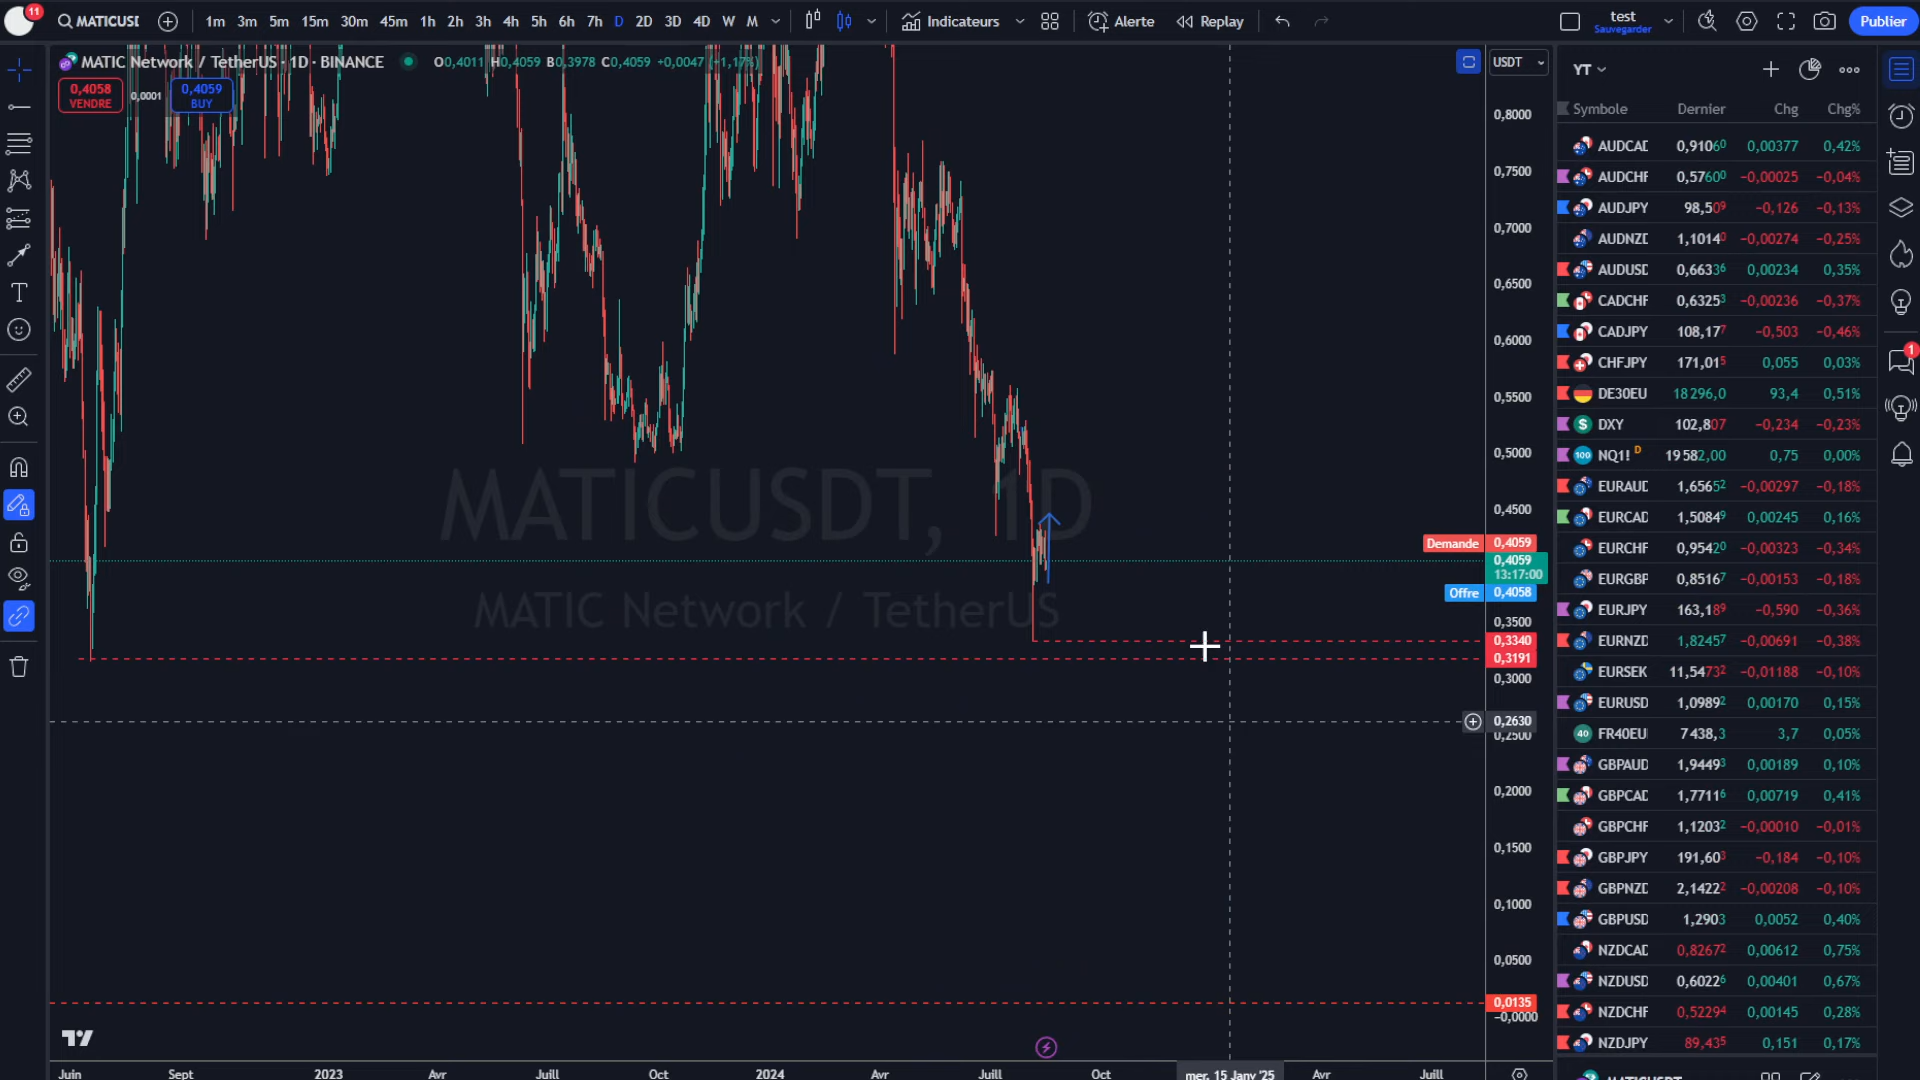 11
MATICUSI
1m 3m 5m 15m 30m 45m 1h 2h 3h 4h 5h 6h 7h D 2D 3D 4D W M
Indicateurs
Alerte
Replay
test
Sauvegarder
Publier
MATIC Network / TetherUS · 1D · BINANCE
O0,4011 H0,4059 B0,3978 C0,4059 +0,0047 (+1,17%)
0,4058
VENDRE
0,0001
0,4059
BUY
USDT
0,8000
0,7500
0,7000
0,6500
0,6000
0,5500
0,5000
0,4500
Demande 0,4059
0,4059
13:17:00
Offre 0,4058
0,3500
0,3340
0,3191
0,3000
0,2630
0,2500
0,2000
0,1500
0,1000
0,0500
0,0135
−0,0000
MATICUSDT, 1D
MATIC Network / TetherUS
Juin Sept 2023 Avr Juill Oct 2024 Avr Juill Oct mer. 15 Janv '25 Avr Juill
YT
Symbole Dernier Chg Chg%
AUDCAD 0,91060 0,00377 0,42%
AUDCHF 0,57600 −0,00025 −0,04%
AUDJPY 98,509 −0,126 −0,13%
AUDNZD 1,10140 −0,00274 −0,25%
AUDUSD 0,66336 0,00234 0,35%
CADCHF 0,63253 −0,00236 −0,37%
CADJPY 108,177 −0,503 −0,46%
CHFJPY 171,015 0,055 0,03%
DE30EU 18 296,0 93,4 0,51%
$ DXY 102,807 −0,234 −0,23%
100 NQ1! D 19 582,00 0,75 0,00%
EURAUD 1,65652 −0,00297 −0,18%
EURCAD 1,50849 0,00245 0,16%
EURCHF 0,95420 −0,00323 −0,34%
EURGBP 0,85167 −0,00153 −0,18%
EURJPY 163,189 −0,590 −0,36%
EURNZD 1,82457 −0,00691 −0,38%
EURSEK 11,54732 −0,01188 −0,10%
EURUSD 1,09892 0,00170 0,15%
40 FR40EU 7 438,3 3,7 0,05%
GBPAUD 1,94493 0,00189 0,10%
GBPCAD 1,77116 0,00719 0,41%
GBPCHF 1,12032 −0,00010 −0,01%
GBPJPY 191,603 −0,184 −0,10%
GBPNZD 2,14222 −0,00208 −0,10%
GBPUSD 1,2903 0,0052 0,40%
NZDCAD 0,82672 0,00612 0,75%
NZDUSD 0,60226 0,00401 0,67%
NZDCHF 0,52294 0,00145 0,28%
NZDJPY 89,435 0,151 0,17%
MATICUSDT
1